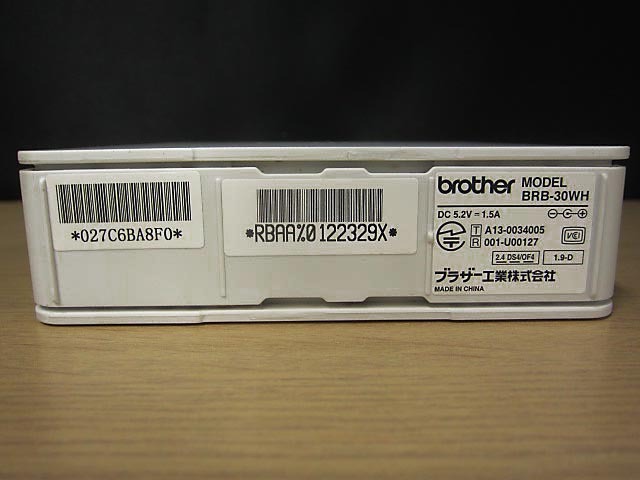 *027C6BA8F0*
*RBAA%0122329X*
brother MODEL
BRB-30WH
DC 5.2V = 1.5A
T A13-0034005
R 001-U00127
VCCI
2.4 DS4/OF4
1.9-D
ブラザー工業株式会社
MADE IN CHINA